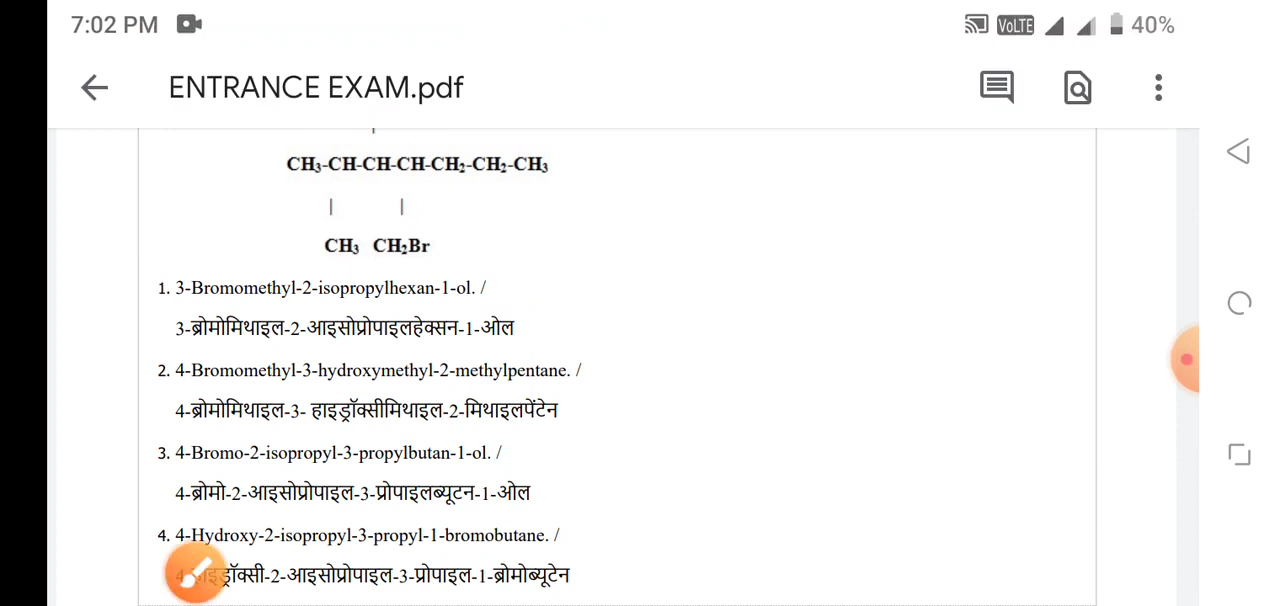 7:02 PM VoLTE 40%
ENTRANCE EXAM.pdf
CH₃-CH-CH-CH-CH₂-CH₂-CH₃
| |
CH₃ CH₂Br
1. 3-Bromomethyl-2-isopropylhexan-1-ol. /
3-ब्रोमोमिथाइल-2-आइसोप्रोपाइलहेक्सन-1-ओल
2. 4-Bromomethyl-3-hydroxymethyl-2-methylpentane. /
4-ब्रोमोमिथाइल-3- हाइड्रॉक्सीमिथाइल-2-मिथाइलपेंटेन
3. 4-Bromo-2-isopropyl-3-propylbutan-1-ol. /
4-ब्रोमो-2-आइसोप्रोपाइल-3-प्रोपाइलब्यूटन-1-ओल
4. 4-Hydroxy-2-isopropyl-3-propyl-1-bromobutane. /
4-हाइड्रॉक्सी-2-आइसोप्रोपाइल-3-प्रोपाइल-1-ब्रोमोब्यूटेन